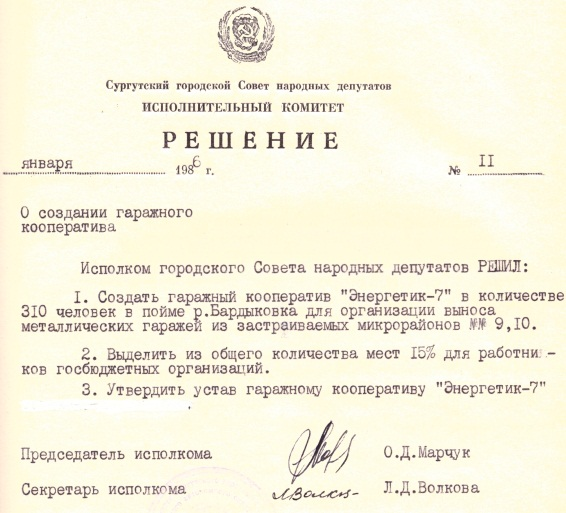 Сургутский городской Совет народных депутатов
ИСПОЛНИТЕЛЬНЫЙ КОМИТЕТ
РЕШЕНИЕ
января 1986 г. № II
О создании гаражного
кооператива
Исполком городского Совета народных депутатов РЕШИЛ:
I. Создать гаражный кооператив "Энергетик-7" в количестве
310 человек в пойме р.Бардыковка для организации выноса
металлических гаражей из застраиваемых микрорайонов №№ 9,10.
2. Выделить из общего количества мест 15% для работни-
ков госбюджетных организаций.
3. Утвердить устав гаражному кооперативу "Энергетик-7"
Председатель исполкома О.Д.Марчук
Секретарь исполкома Л.Волкова Л.Д.Волкова